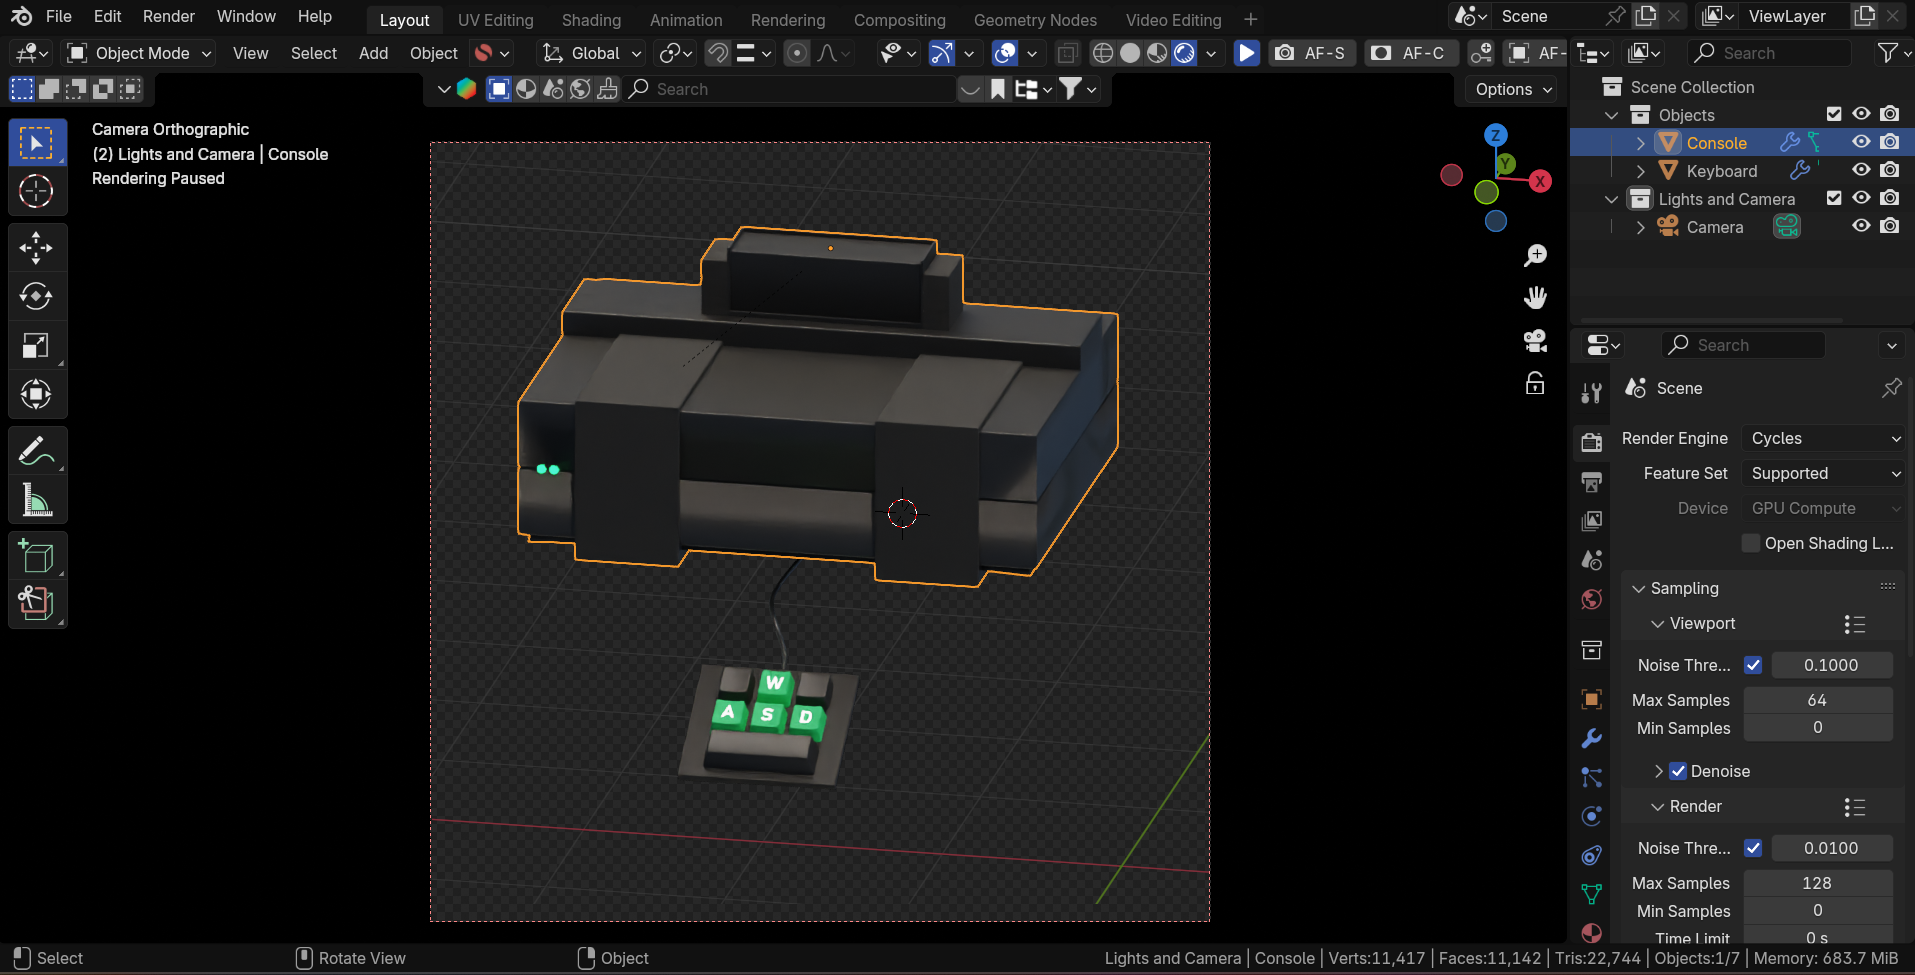 File Edit Render Window Help Layout UV Editing Shading Animation Rendering Compositing Geometry Nodes Video Editing + Scene ViewLayer
Object Mode View Select Add Object Global AF-S AF-C AF- Search
Search Options
Scene Collection
Objects
Console
Keyboard
Lights and Camera
Camera
Camera Orthographic
(2) Lights and Camera | Console
Rendering Paused
Z
Y
X
W
A S D
Search
Scene
Render Engine Cycles
Feature Set Supported
Device GPU Compute
Open Shading L...
Sampling
Viewport
Noise Thre... 0.1000
Max Samples 64
Min Samples 0
Denoise
Render
Noise Thre... 0.0100
Max Samples 128
Min Samples 0
Time Limit 0 s
Select Rotate View Object Lights and Camera | Console | Verts:11,417 | Faces:11,142 | Tris:22,744 | Objects:1/7 | Memory: 683.7 MiB